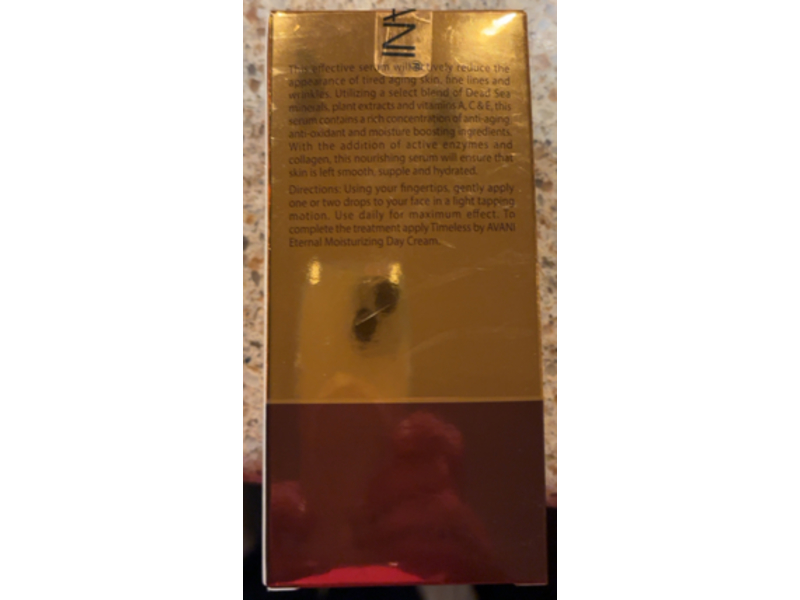 INA
This effective serum will actively reduce the
appearance of tired aging skin, fine lines and
wrinkles. Utilizing a select blend of Dead Sea
minerals, plant extracts and vitamins A, C & E, this
serum contains a rich concentration of anti-aging,
anti-oxidant and moisture boosting ingredients.
With the addition of active enzymes and
collagen, this nourishing serum will ensure that
skin is left smooth, supple and hydrated.
Directions: Using your fingertips, gently apply
one or two drops to your face in a light tapping
motion. Use daily for maximum effect. To
complete the treatment apply Timeless by AVANI
Eternal Moisturizing Day Cream.